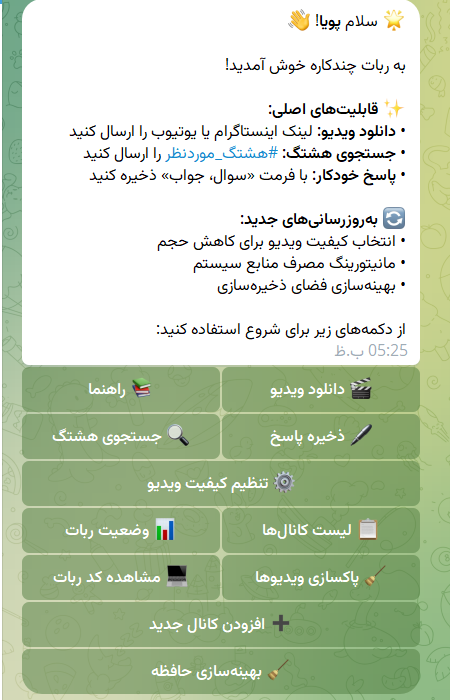 🌟 سلام پویا! 👋
به ربات چندکاره خوش آمدید!
✨ قابلیت‌های اصلی:
• دانلود ویدیو: لینک اینستاگرام یا یوتیوب را ارسال کنید
• جستجوی هشتگ: #هشتگ_موردنظر را ارسال کنید
• پاسخ خودکار: با فرمت «سوال، جواب» ذخیره کنید
🔄 به‌روزرسانی‌های جدید:
• انتخاب کیفیت ویدیو برای کاهش حجم
• مانیتورینگ مصرف منابع سیستم
• بهینه‌سازی فضای ذخیره‌سازی
از دکمه‌های زیر برای شروع استفاده کنید:
05:25 ب.ظ
🎬 دانلود ویدیو
📚 راهنما
🖊 ذخیره پاسخ
🔍 جستجوی هشتگ
⚙️ تنظیم کیفیت ویدیو
📋 لیست کانال‌ها
📊 وضعیت ربات
🧹 پاکسازی ویدیوها
💻 مشاهده کد ربات
➕ افزودن کانال جدید
🧹 بهینه‌سازی حافظه